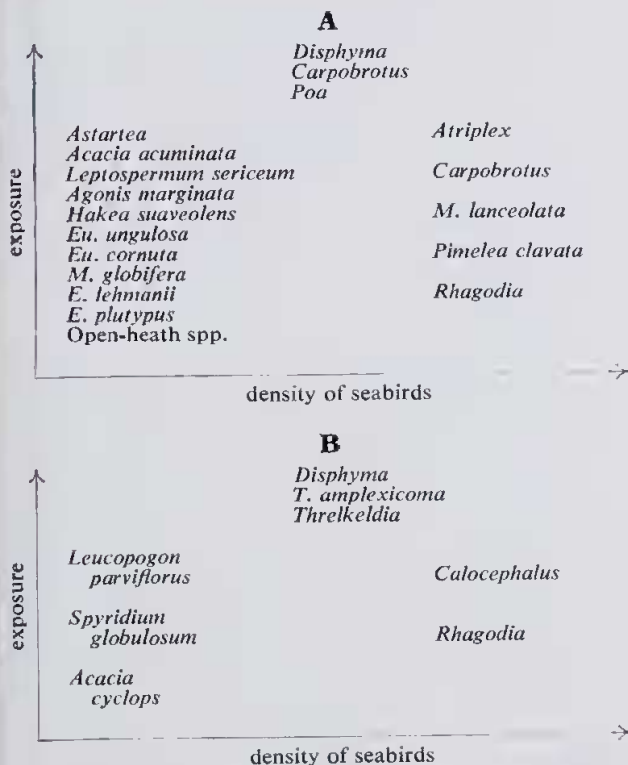 A
Disphyma
Carpobrotus
Poa
Astartea
Acacia acuminata
Leptospermum sericeum
Agonis marginata
Hakea suaveolens
Eu. ungulosa
Eu. cornuta
M. globifera
E. lehmanii
E. plutypus
Open-heath spp.
Atriplex
Carpobrotus
M. lanceolata
Pimelea clavata
Rhagodia
exposure
density of seabirds
B
Disphyma
T. amplexicoma
Threlkeldia
Leucopogon
parviflorus
Spyridium
globulosum
Acacia
cyclops
Calocephalus
Rhagodia
exposure
density of seabirds